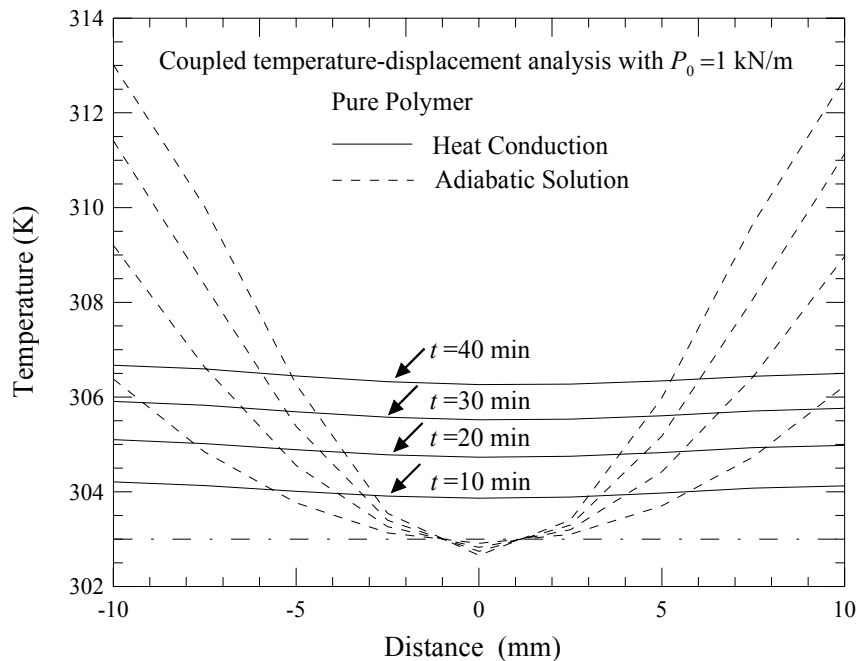 Coupled temperature-displacement analysis with P0 =1 kN/m
Pure Polymer
Heat Conduction
Adiabatic Solution
t =40 min
t =30 min
t =20 min
t =10 min
Temperature (K)
314
312
310
308
306
304
302
-10
-5
0
5
10
Distance (mm)